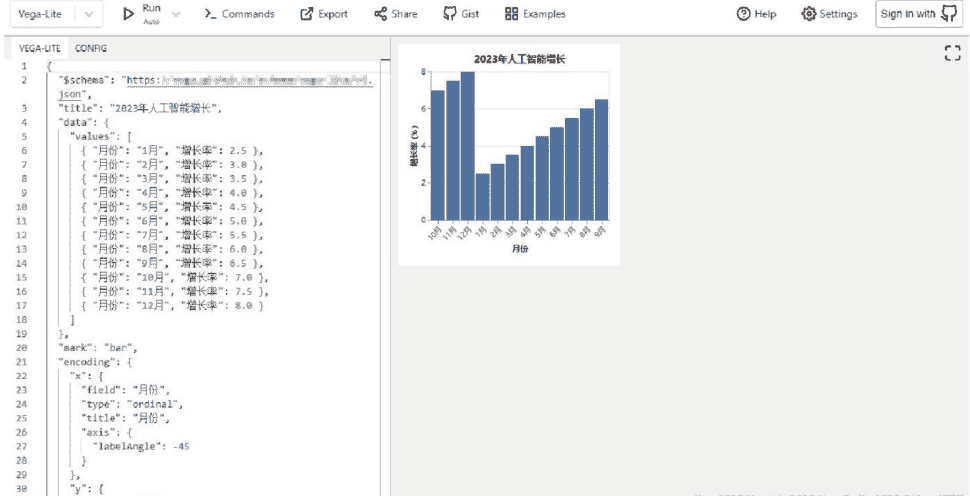 Vega-Lite
Run
Auto
Commands
Export
Share
Gist
Examples
Help
Settings
Sign in with
VEGA-LITE CONFIG
1 {
2 "$schema": "https:
json",
3 "title": "2023年人工智能增长",
4 "data": {
5 "values": [
6 { "月份": "1月", "增长率": 2.5 },
7 { "月份": "2月", "增长率": 3.0 },
8 { "月份": "3月", "增长率": 3.5 },
9 { "月份": "4月", "增长率": 4.0 },
10 { "月份": "5月", "增长率": 4.5 },
11 { "月份": "6月", "增长率": 5.0 },
12 { "月份": "7月", "增长率": 5.5 },
13 { "月份": "8月", "增长率": 6.0 },
14 { "月份": "9月", "增长率": 6.5 },
15 { "月份": "10月", "增长率": 7.0 },
16 { "月份": "11月", "增长率": 7.5 },
17 { "月份": "12月", "增长率": 8.0 }
18 ]
19 },
20 "mark": "bar",
21 "encoding": {
22 "x": {
23 "field": "月份",
24 "type": "ordinal",
25 "title": "月份",
26 "axis": {
27 "labelAngle": -45
28 }
29 },
30 "y": {
2023年人工智能增长
增长率 (%)
8
6
4
2
0
10月 11月 12月 1月 2月 3月 4月 5月 6月 7月 8月 9月
月份